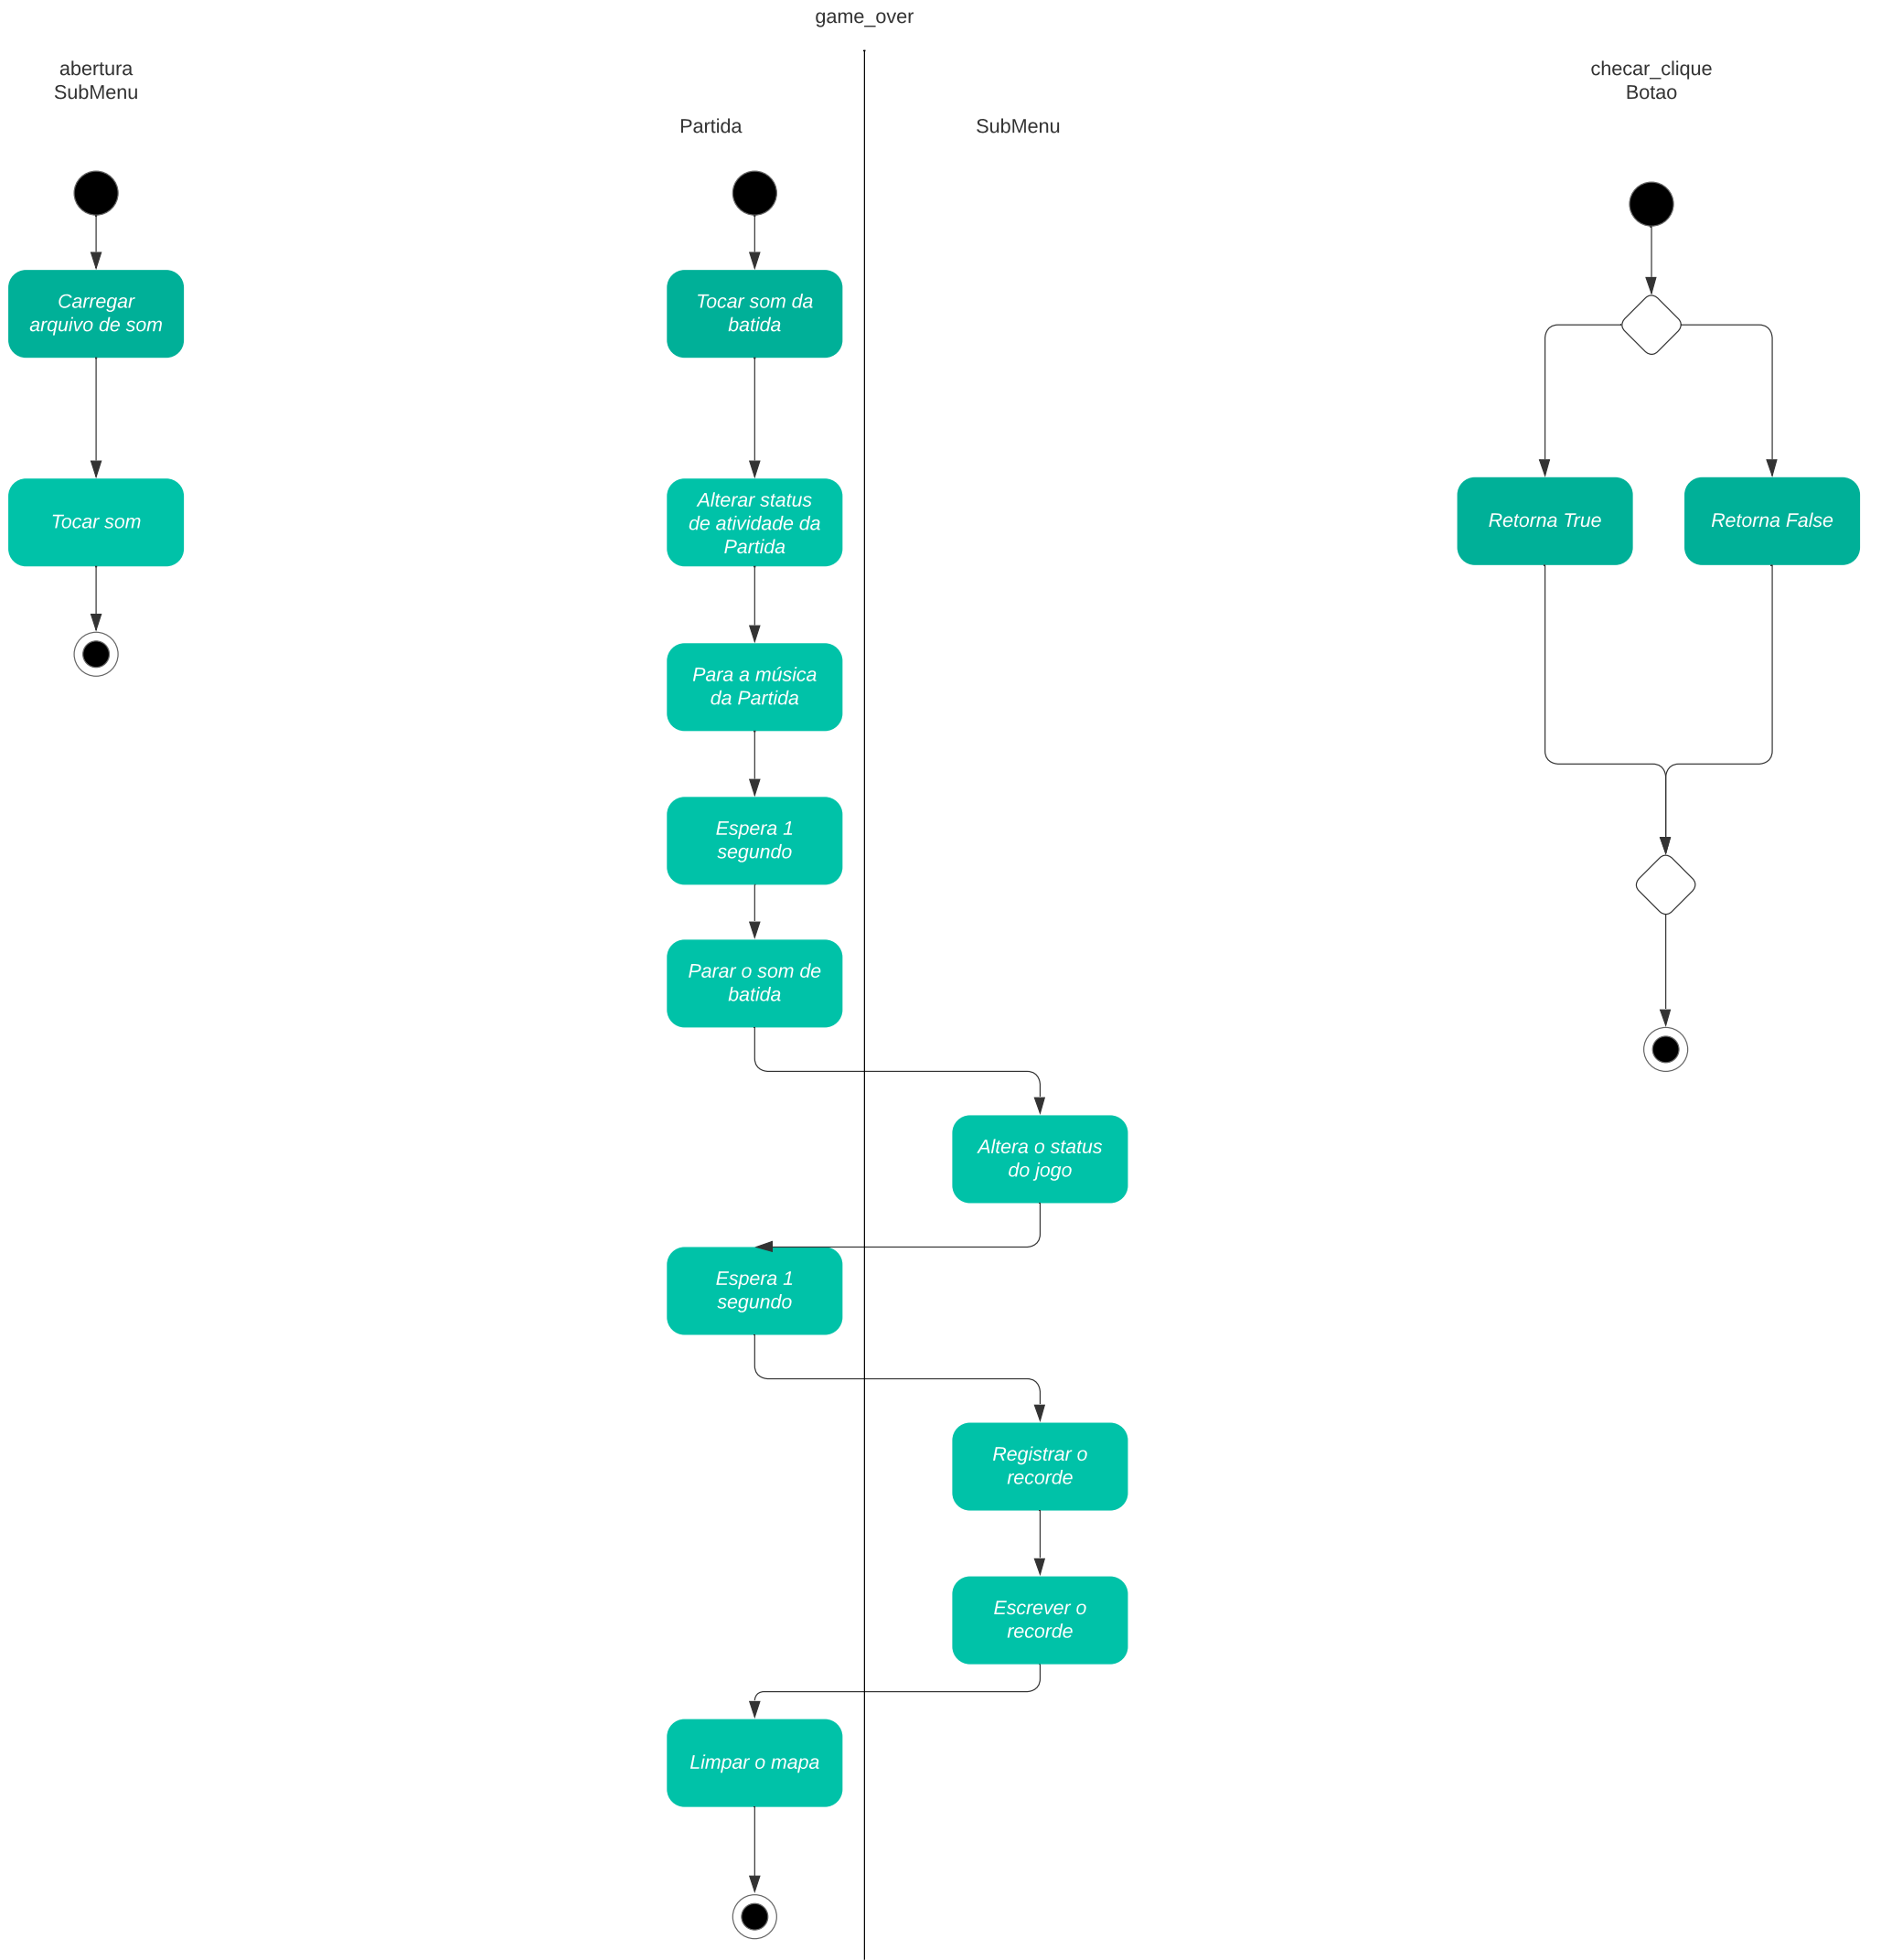 game_over
abertura
SubMenu
Partida
SubMenu
checar_clique
Botao
Carregar
arquivo de som
Tocar som
Tocar som da
batida
Alterar status
de atividade da
Partida
Para a música
da Partida
Espera 1
segundo
Parar o som de
batida
Altera o status
do jogo
Espera 1
segundo
Registrar o
recorde
Escrever o
recorde
Limpar o mapa
Retorna True
Retorna False